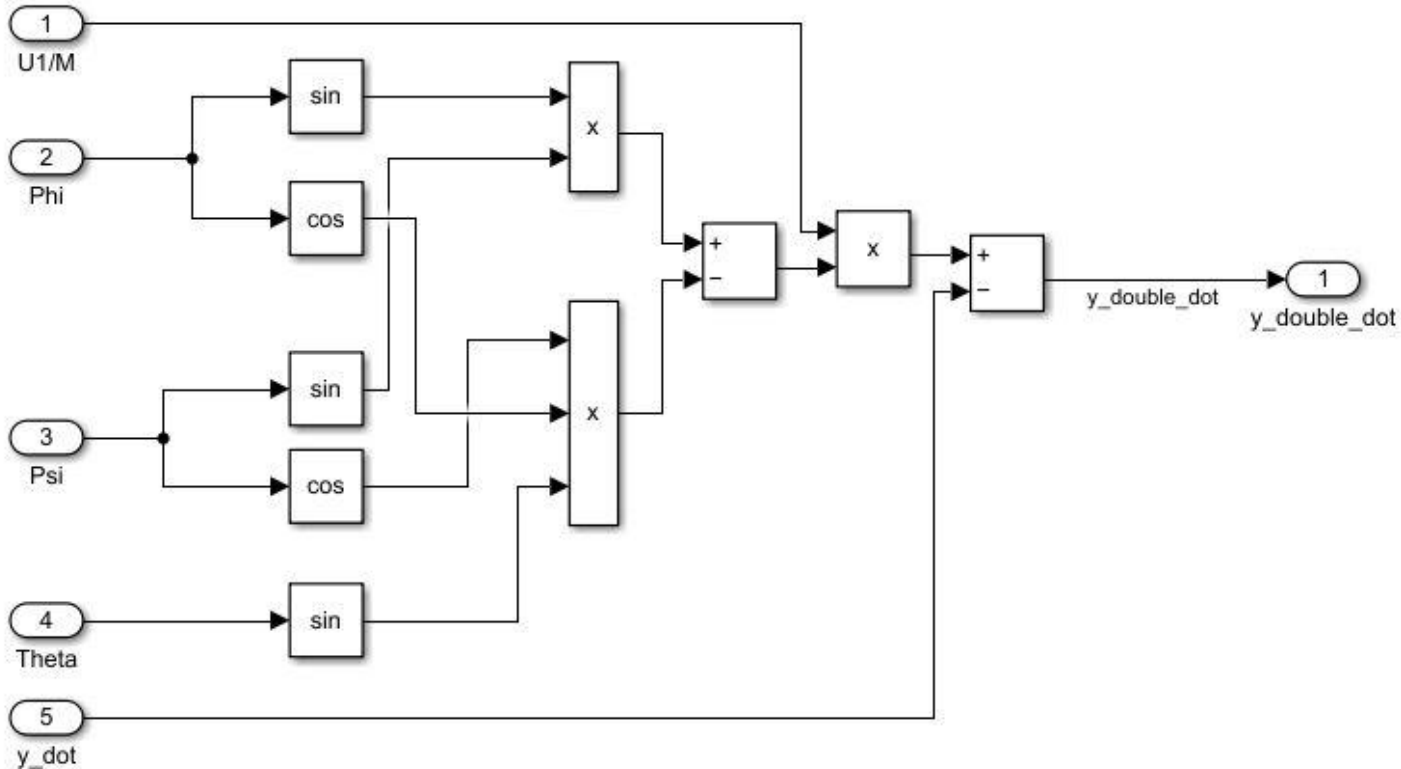 1
U1/M
sin
x
2
Phi
cos
+
−
x
+
−
y_double_dot
1
y_double_dot
sin
x
3
Psi
cos
sin
4
Theta
5
y_dot